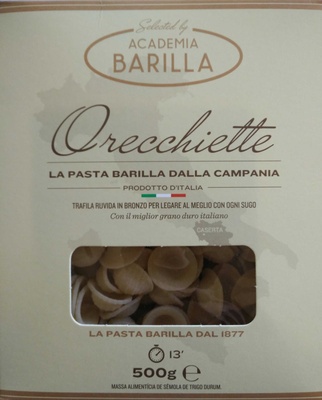 Selected by
ACADEMIA
BARILLA
Orecchiette
LA PASTA BARILLA DALLA CAMPANIA
PRODOTTO D'ITALIA
TRAFILA RUVIDA IN BRONZO PER LEGARE AL MEGLIO CON OGNI SUGO
Con il miglior grano duro italiano
CASERTA
LA PASTA BARILLA DAL 1877
13'
500g ℮
MASSA ALIMENTÍCIA DE SÊMOLA DE TRIGO DURUM